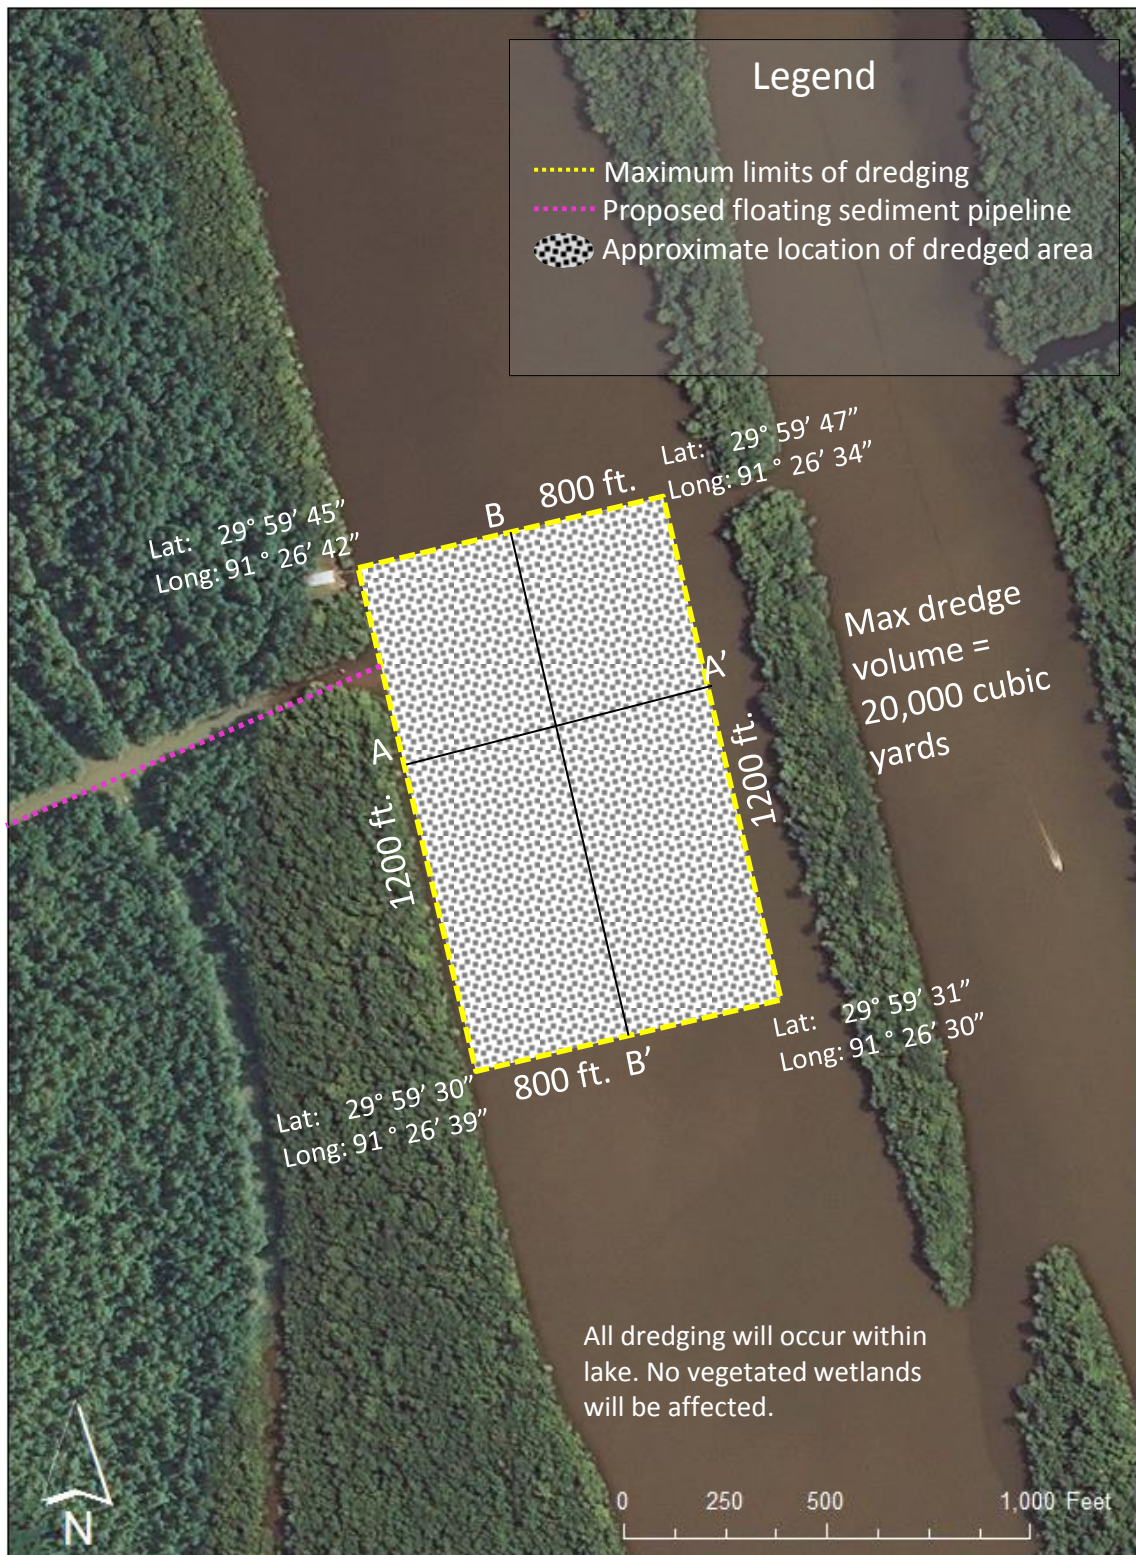 Legend
Maximum limits of dredging
Proposed floating sediment pipeline
Approximate location of dredged area
Lat: 29° 59’ 47”
Long: 91 ° 26’ 34”
800 ft.
B
Lat: 29° 59’ 45”
Long: 91 ° 26’ 42”
Max dredge
volume =
20,000 cubic
yards
A’
A
1200 ft.
1200 ft.
Lat: 29° 59’ 31”
Long: 91 ° 26’ 30”
800 ft.
B’
Lat: 29° 59’ 30”
Long: 91 ° 26’ 39”
All dredging will occur within
lake. No vegetated wetlands
will be affected.
N
0 250 500 1,000 Feet